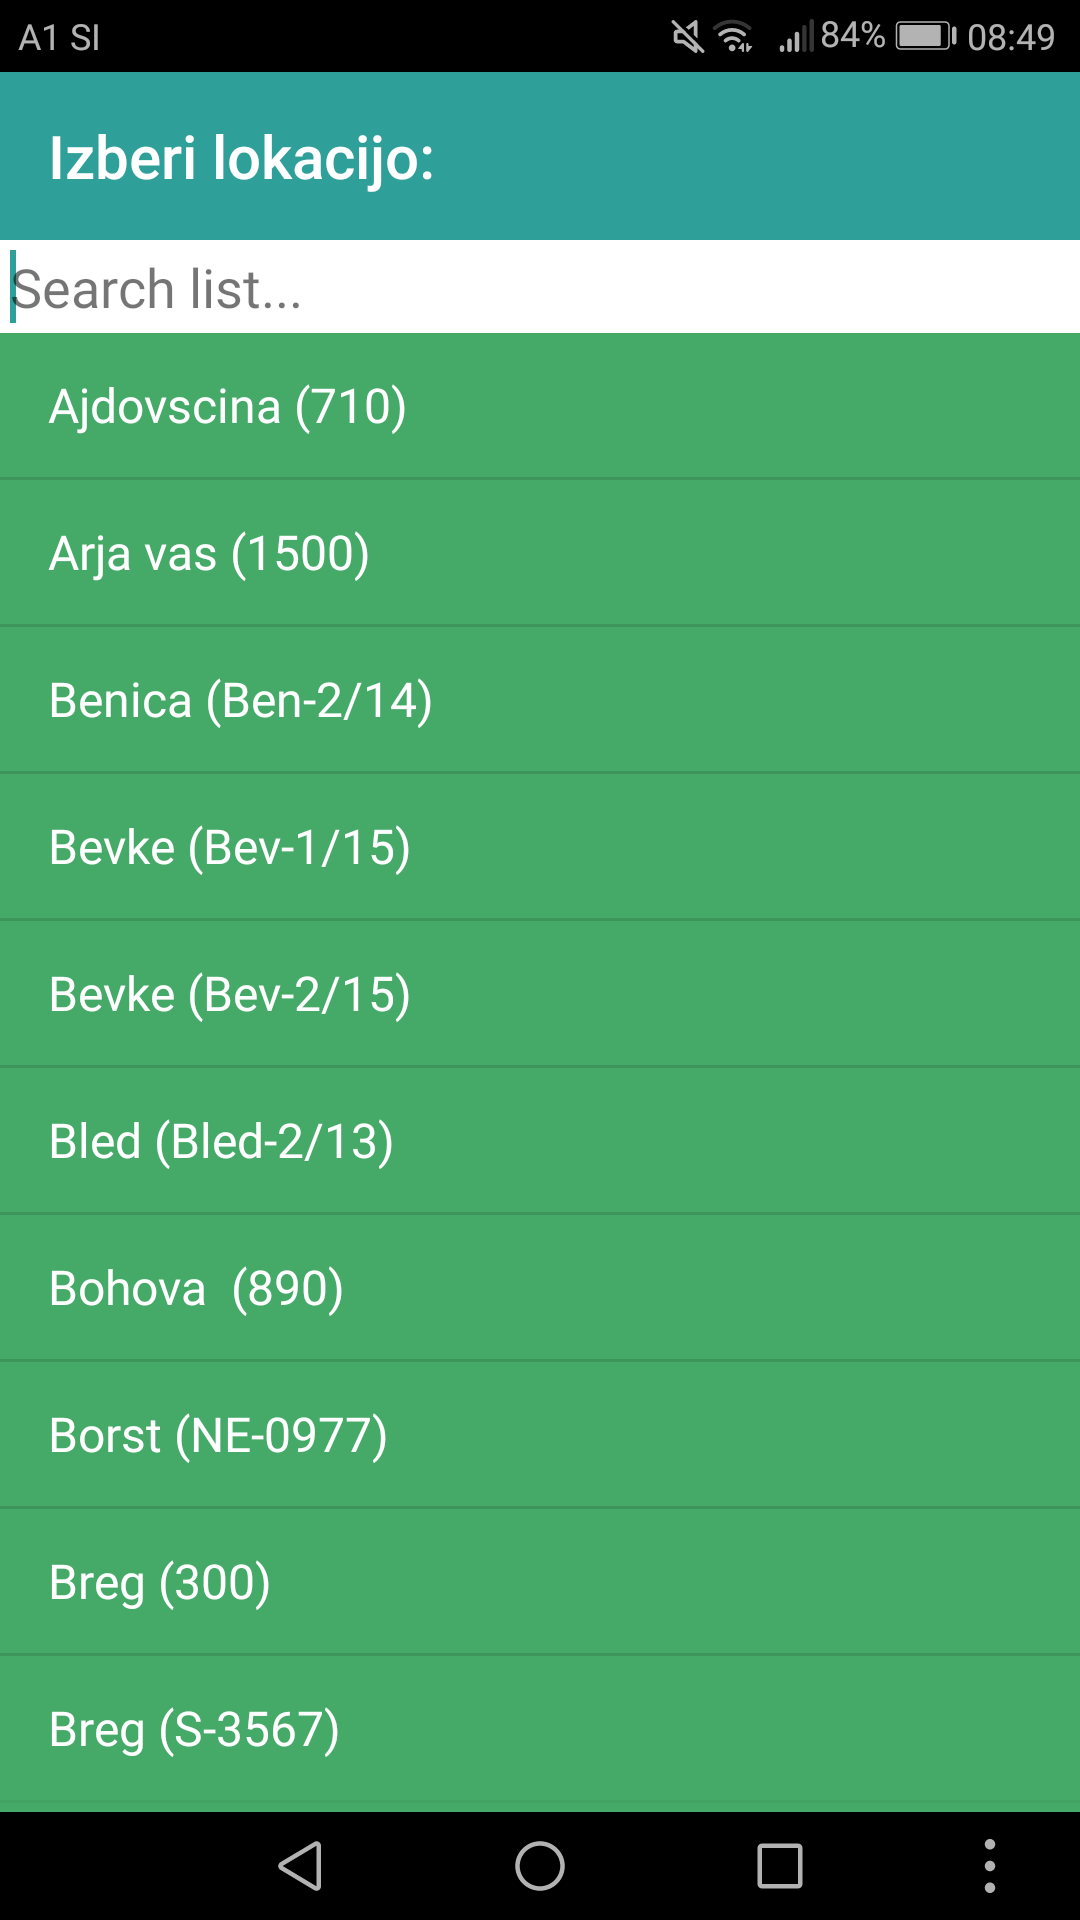 A1 SI 84% 08:49
Izberi lokacijo:
Search list...
Ajdovscina (710)
Arja vas (1500)
Benica (Ben-2/14)
Bevke (Bev-1/15)
Bevke (Bev-2/15)
Bled (Bled-2/13)
Bohova  (890)
Borst (NE-0977)
Breg (300)
Breg (S-3567)